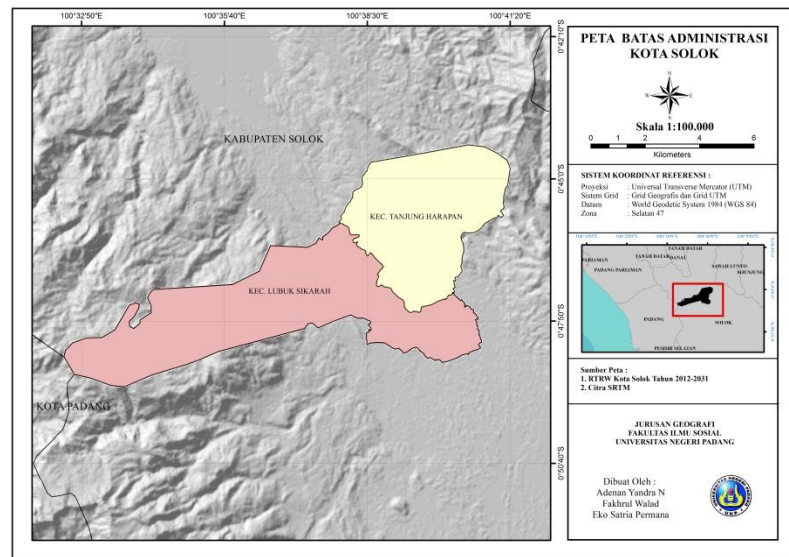 100°32'50"E 100°35'40"E 100°38'30"E 100°41'20"E
0°42'10"S
0°45'0"S
0°47'50"S
0°50'40"S
KABUPATEN SOLOK
KEC. TANJUNG HARAPAN
KEC. LUBUK SIKARAH
KOTA PADANG
PETA BATAS ADMINISTRASI
KOTA SOLOK
N
W E
S
Skala 1:100.000
0 1 2 4 6
Kilometers
SISTEM KOORDINAT REFERENSI :
Proyeksi : Universal Transverse Mercator (UTM)
Sistem Grid : Grid Geografis dan Grid UTM
Datum : World Geodetic System 1984 (WGS 84)
Zona : Selatan 47
TANAH DATAR
PARIAMAN TANAH DATAR DANAU SAWAH LUNTO
PADANG PARIAMAN SIJUNJUNG
PADANG SOLOK
PESISIR SELATAN
Sumber Peta :
1. RTRW Kota Solok Tahun 2012-2031
2. Citra SRTM
JURUSAN GEOGRAFI
FAKULTAS ILMU SOSIAL
UNIVERSITAS NEGERI PADANG
Dibuat Oleh :
Adenan Yandra N
Fakhrul Walad
Eko Satria Permana